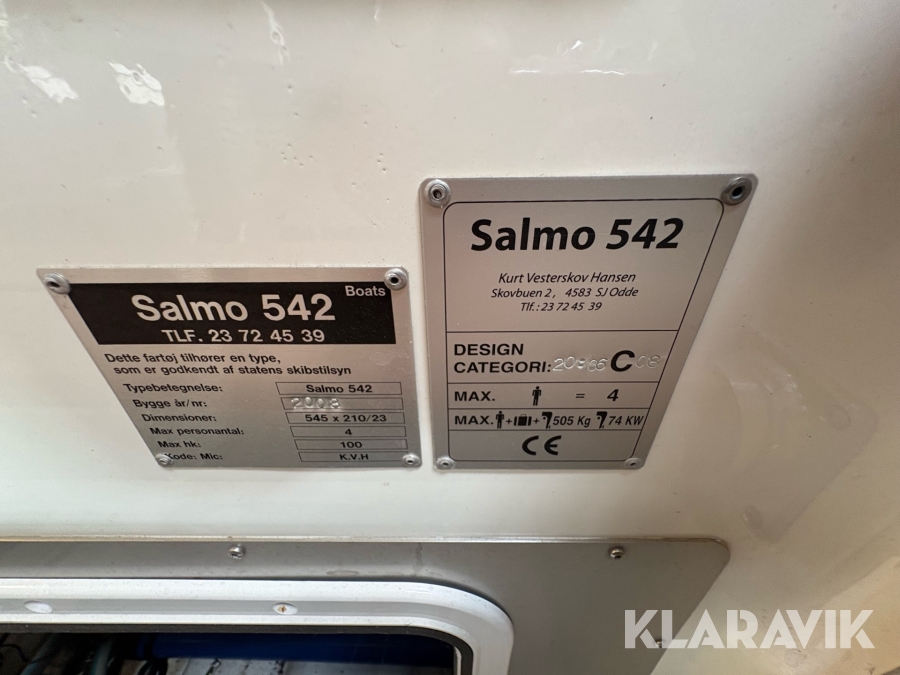 Salmo 542 Boats
TLF. 23 72 45 39
Dette fartøj tilhører en type,
som er godkendt af statens skibstilsyn
Typebetegnelse: Salmo 542
Bygge år/nr: 2008
Dimensioner: 545 x 210/23
Max personantal: 4
Max hk: 100
Kode: Mic: K.V.H
Salmo 542
Kurt Vesterskov Hansen
Skovbuen 2, 4583 SJ Odde
Tlf.: 23 72 45 39
DESIGN
CATEGORI: C 08
MAX. = 4
MAX. + + 505 Kg 74 KW
CE
KLARAVIK